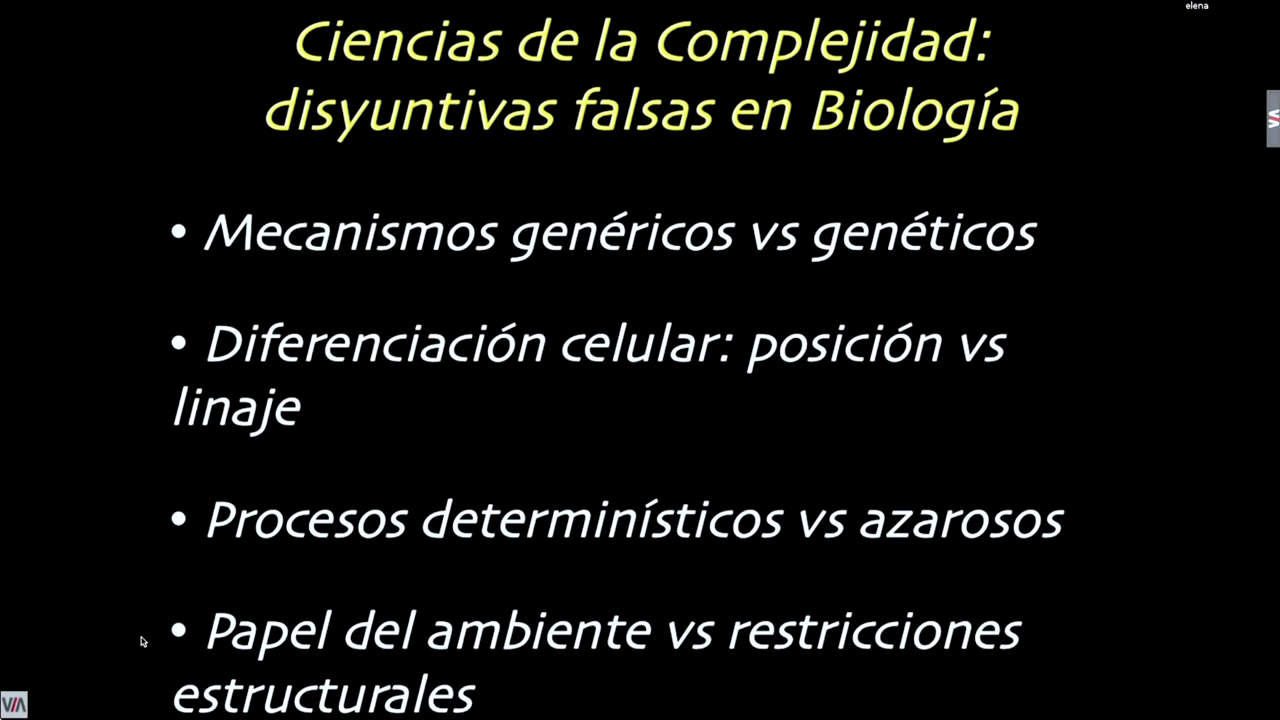 elena
Ciencias de la Complejidad:
disyuntivas falsas en Biología
• Mecanismos genéricos vs genéticos
• Diferenciación celular: posición vs
linaje
• Procesos determinísticos vs azarosos
• Papel del ambiente vs restricciones
estructurales
VIA